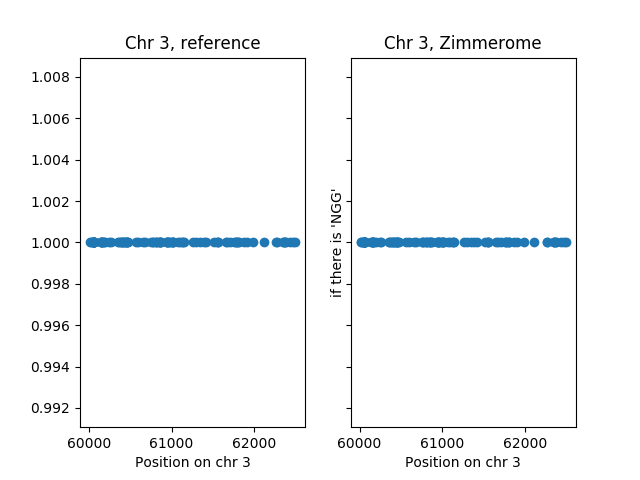 Chr 3, reference
Chr 3, Zimmerome
1.008
1.006
1.004
1.002
1.000
0.998
0.996
0.994
0.992
if there is 'NGG'
60000 61000 62000
60000 61000 62000
Position on chr 3
Position on chr 3